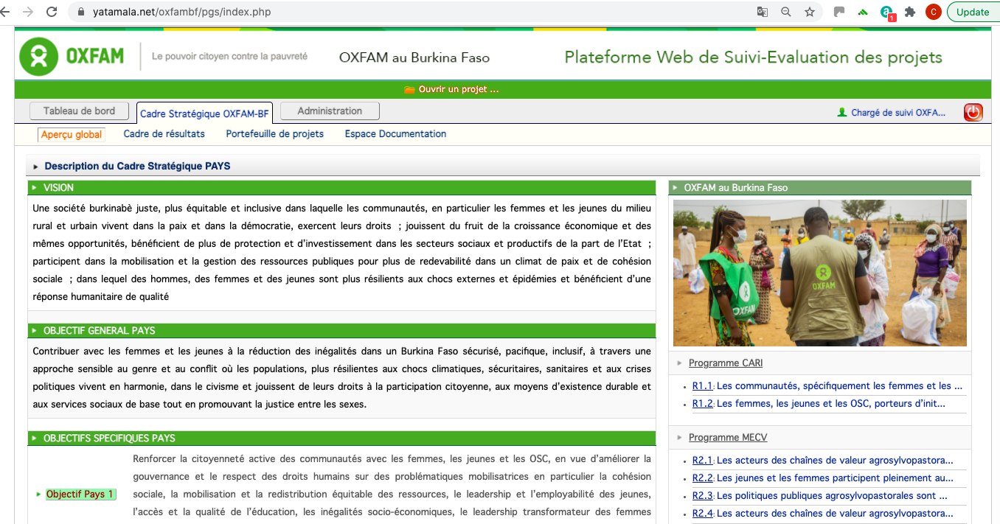 yatamala.net/oxfambf/pgs/index.php
1
C
Update
OXFAM
Le pouvoir citoyen contre la pauvreté
OXFAM au Burkina Faso
Plateforme Web de Suivi-Evaluation des projets
Ouvrir un projet ...
Tableau de bord
Cadre Stratégique OXFAM-BF
Administration
Chargé de suivi OXFA...
Aperçu global
Cadre de résultats
Portefeuille de projets
Espace Documentation
Description du Cadre Stratégique PAYS
VISION
Une société burkinabè juste, plus équitable et inclusive dans laquelle les communautés, en particulier les femmes et les jeunes du milieu
rural et urbain vivent dans la paix et dans la démocratie, exercent leurs droits ; jouissent du fruit de la croissance économique et des
mêmes opportunités, bénéficient de plus de protection et d'investissement dans les secteurs sociaux et productifs de la part de l'Etat ;
participent dans la mobilisation et la gestion des ressources publiques pour plus de redevabilité dans un climat de paix et de cohésion
sociale ; dans lequel des hommes, des femmes et des jeunes sont plus résilients aux chocs externes et épidémies et bénéficient d'une
réponse humanitaire de qualité
OBJECTIF GENERAL PAYS
Contribuer avec les femmes et les jeunes à la réduction des inégalités dans un Burkina Faso sécurisé, pacifique, inclusif, à travers une
approche sensible au genre et au conflit où les populations, plus résilientes aux chocs climatiques, sécuritaires, sanitaires et aux crises
politiques vivent en harmonie, dans le civisme et jouissent de leurs droits à la participation citoyenne, aux moyens d'existence durable et
aux services sociaux de base tout en promouvant la justice entre les sexes.
OBJECTIFS SPECIFIQUES PAYS
Objectif Pays 1
Renforcer la citoyenneté active des communautés avec les femmes, les jeunes et les OSC, en vue d'améliorer la
gouvernance et le respect des droits humains sur des problématiques mobilisatrices en particulier la cohésion
sociale, la mobilisation et la redistribution équitable des ressources, le leadership et l'employabilité des jeunes,
l'accès et la qualité de l'éducation, les inégalités socio-économiques, le leadership transformateur des femmes
OXFAM au Burkina Faso
OXFAM
OXFAM
Programme CARI
R1.1: Les communautés, spécifiquement les femmes et les ...
R1.2: Les femmes, les jeunes et les OSC, porteurs d'init...
Programme MECV
R2.1: Les acteurs des chaînes de valeur agrosylvopastora...
R2.2: Les jeunes et les femmes participent pleinement au...
R2.3: Les politiques publiques agrosylvopastorales sont ...
R2.4: Les acteurs des chaînes de valeur agrosylvopastora...